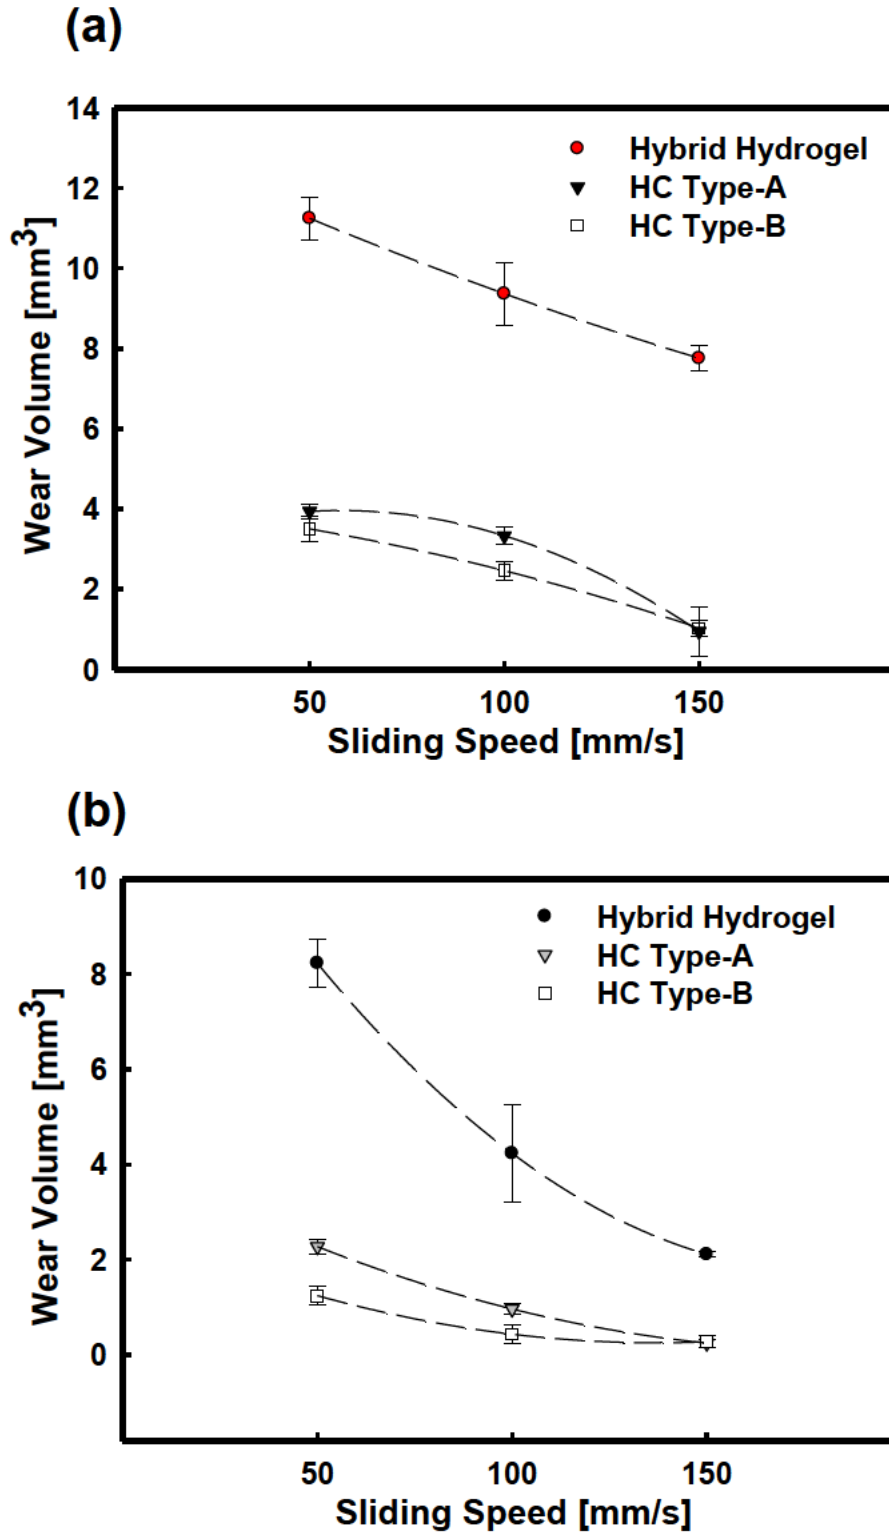 (a)
14
12
10
8
6
4
2
0
Wear Volume [mm³]
Hybrid Hydrogel
HC Type-A
HC Type-B
50 100 150
Sliding Speed [mm/s]
(b)
10
8
6
4
2
0
Wear Volume [mm³]
Hybrid Hydrogel
HC Type-A
HC Type-B
50 100 150
Sliding Speed [mm/s]